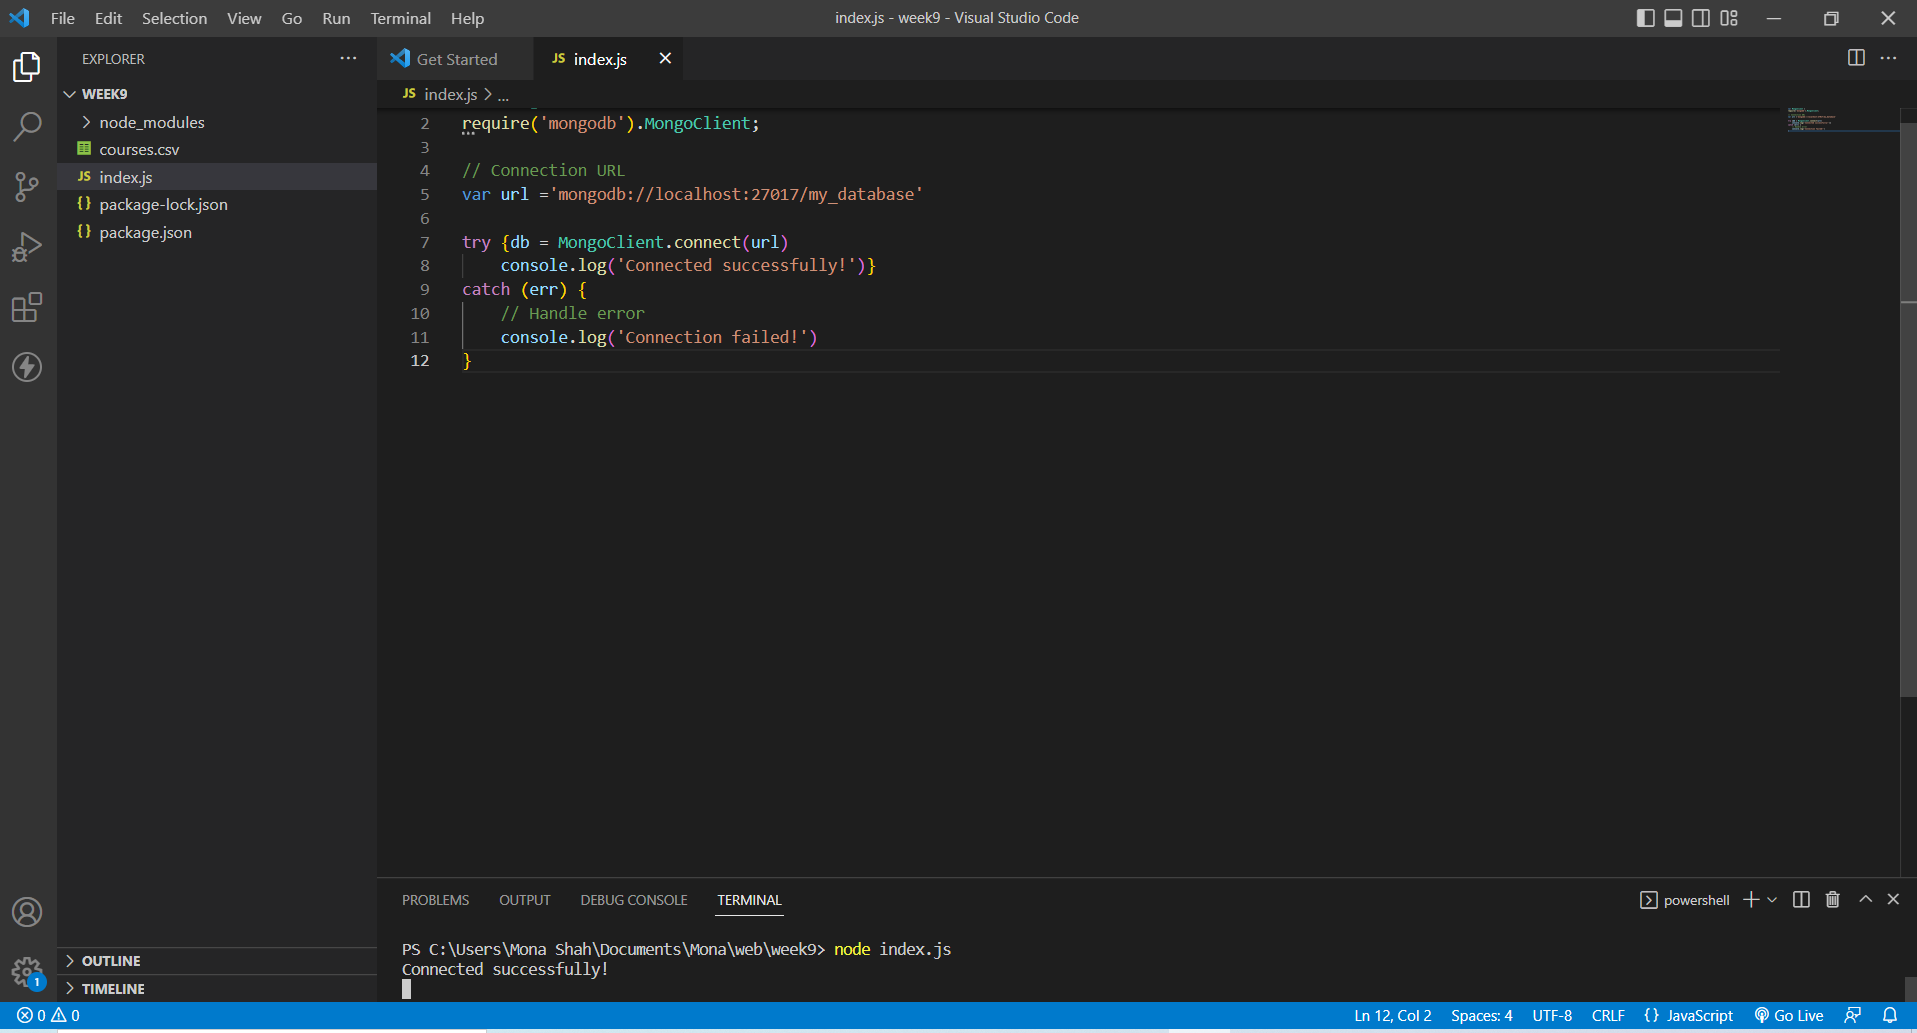 File Edit Selection View Go Run Terminal Help
index.js - week9 - Visual Studio Code
EXPLORER
WEEK9
node_modules
courses.csv
JS index.js
{} package-lock.json
{} package.json
OUTLINE
TIMELINE
Get Started
JS index.js
JS index.js > ...
2 require('mongodb').MongoClient;
3
4 // Connection URL
5 var url ='mongodb://localhost:27017/my_database'
6
7 try {db = MongoClient.connect(url)
8 console.log('Connected successfully!')}
9 catch (err) {
10 // Handle error
11 console.log('Connection failed!')
12 }
PROBLEMS OUTPUT DEBUG CONSOLE TERMINAL
powershell
PS C:\Users\Mona Shah\Documents\Mona\web\week9> node index.js
Connected successfully!
1
0 0
Ln 12, Col 2 Spaces: 4 UTF-8 CRLF {} JavaScript Go Live